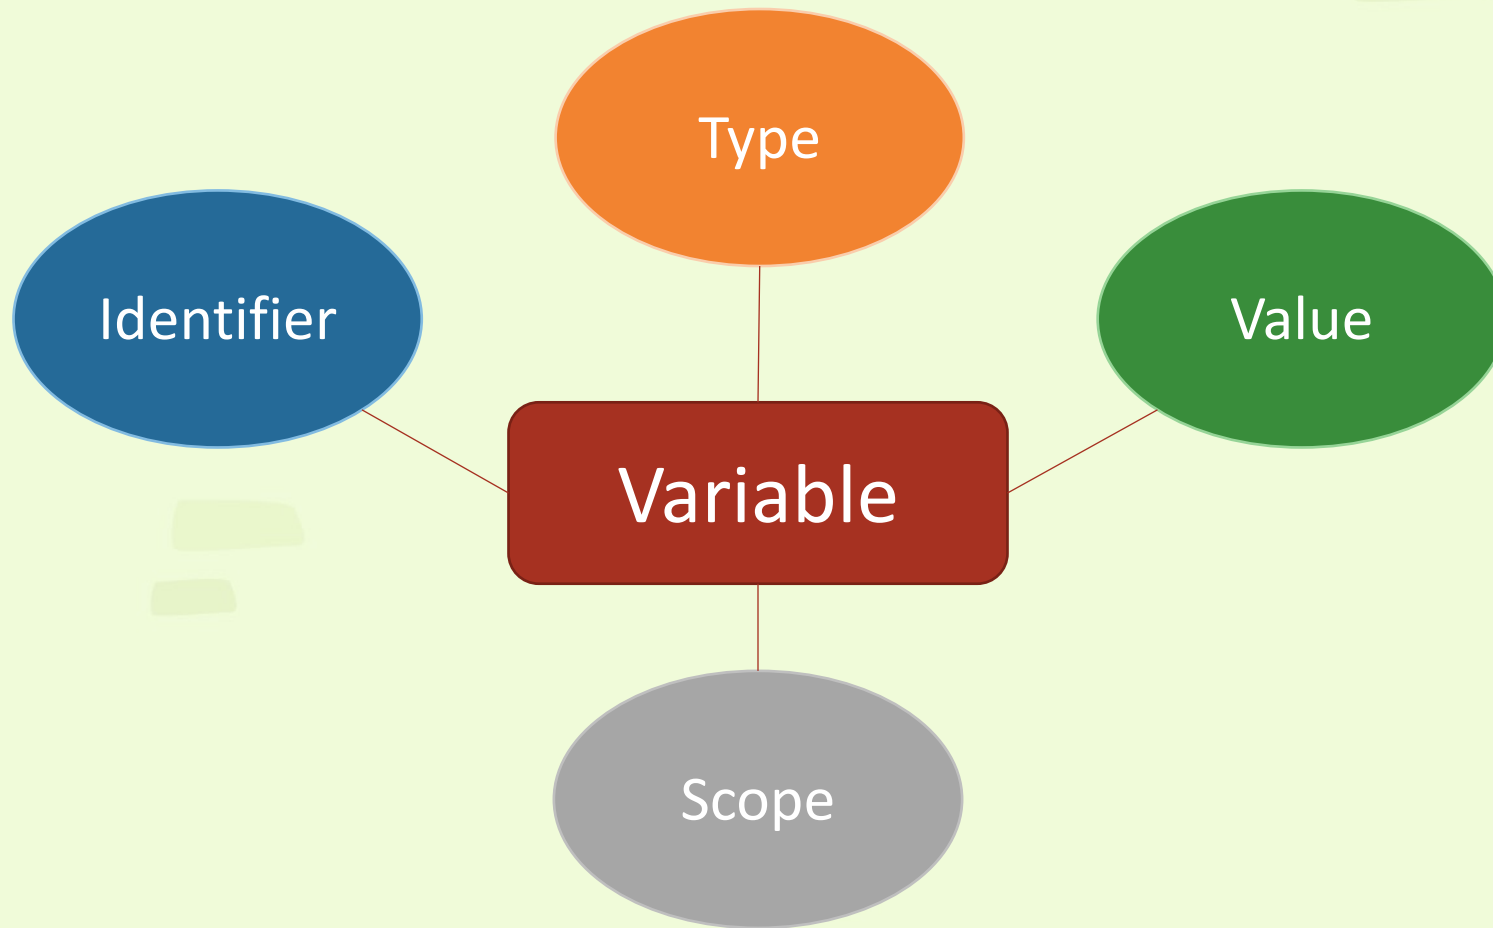 Type
Identifier
Value
Variable
Scope